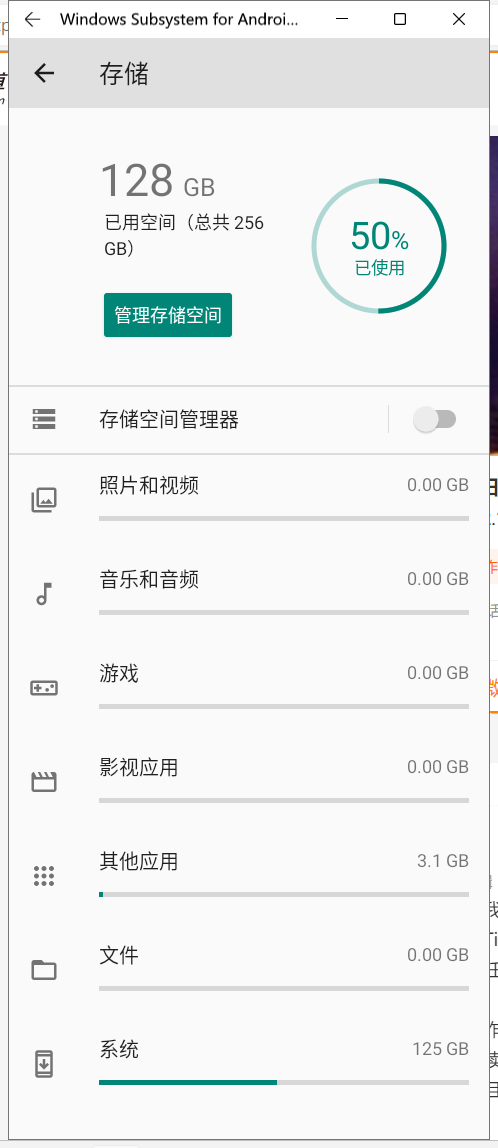 Windows Subsystem for Androi...
存储
128 GB
已用空间（总共 256
GB）
50%
已使用
管理存储空间
存储空间管理器
照片和视频 0.00 GB
音乐和音频 0.00 GB
游戏 0.00 GB
影视应用 0.00 GB
其他应用 3.1 GB
文件 0.00 GB
系统 125 GB